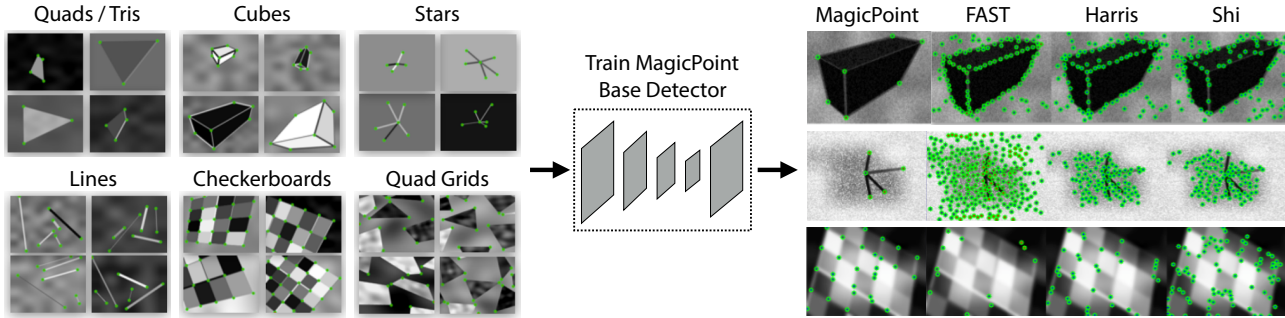 Quads / Tris
Cubes
Stars
Lines
Checkerboards
Quad Grids
Train MagicPoint
Base Detector
MagicPoint
FAST
Harris
Shi